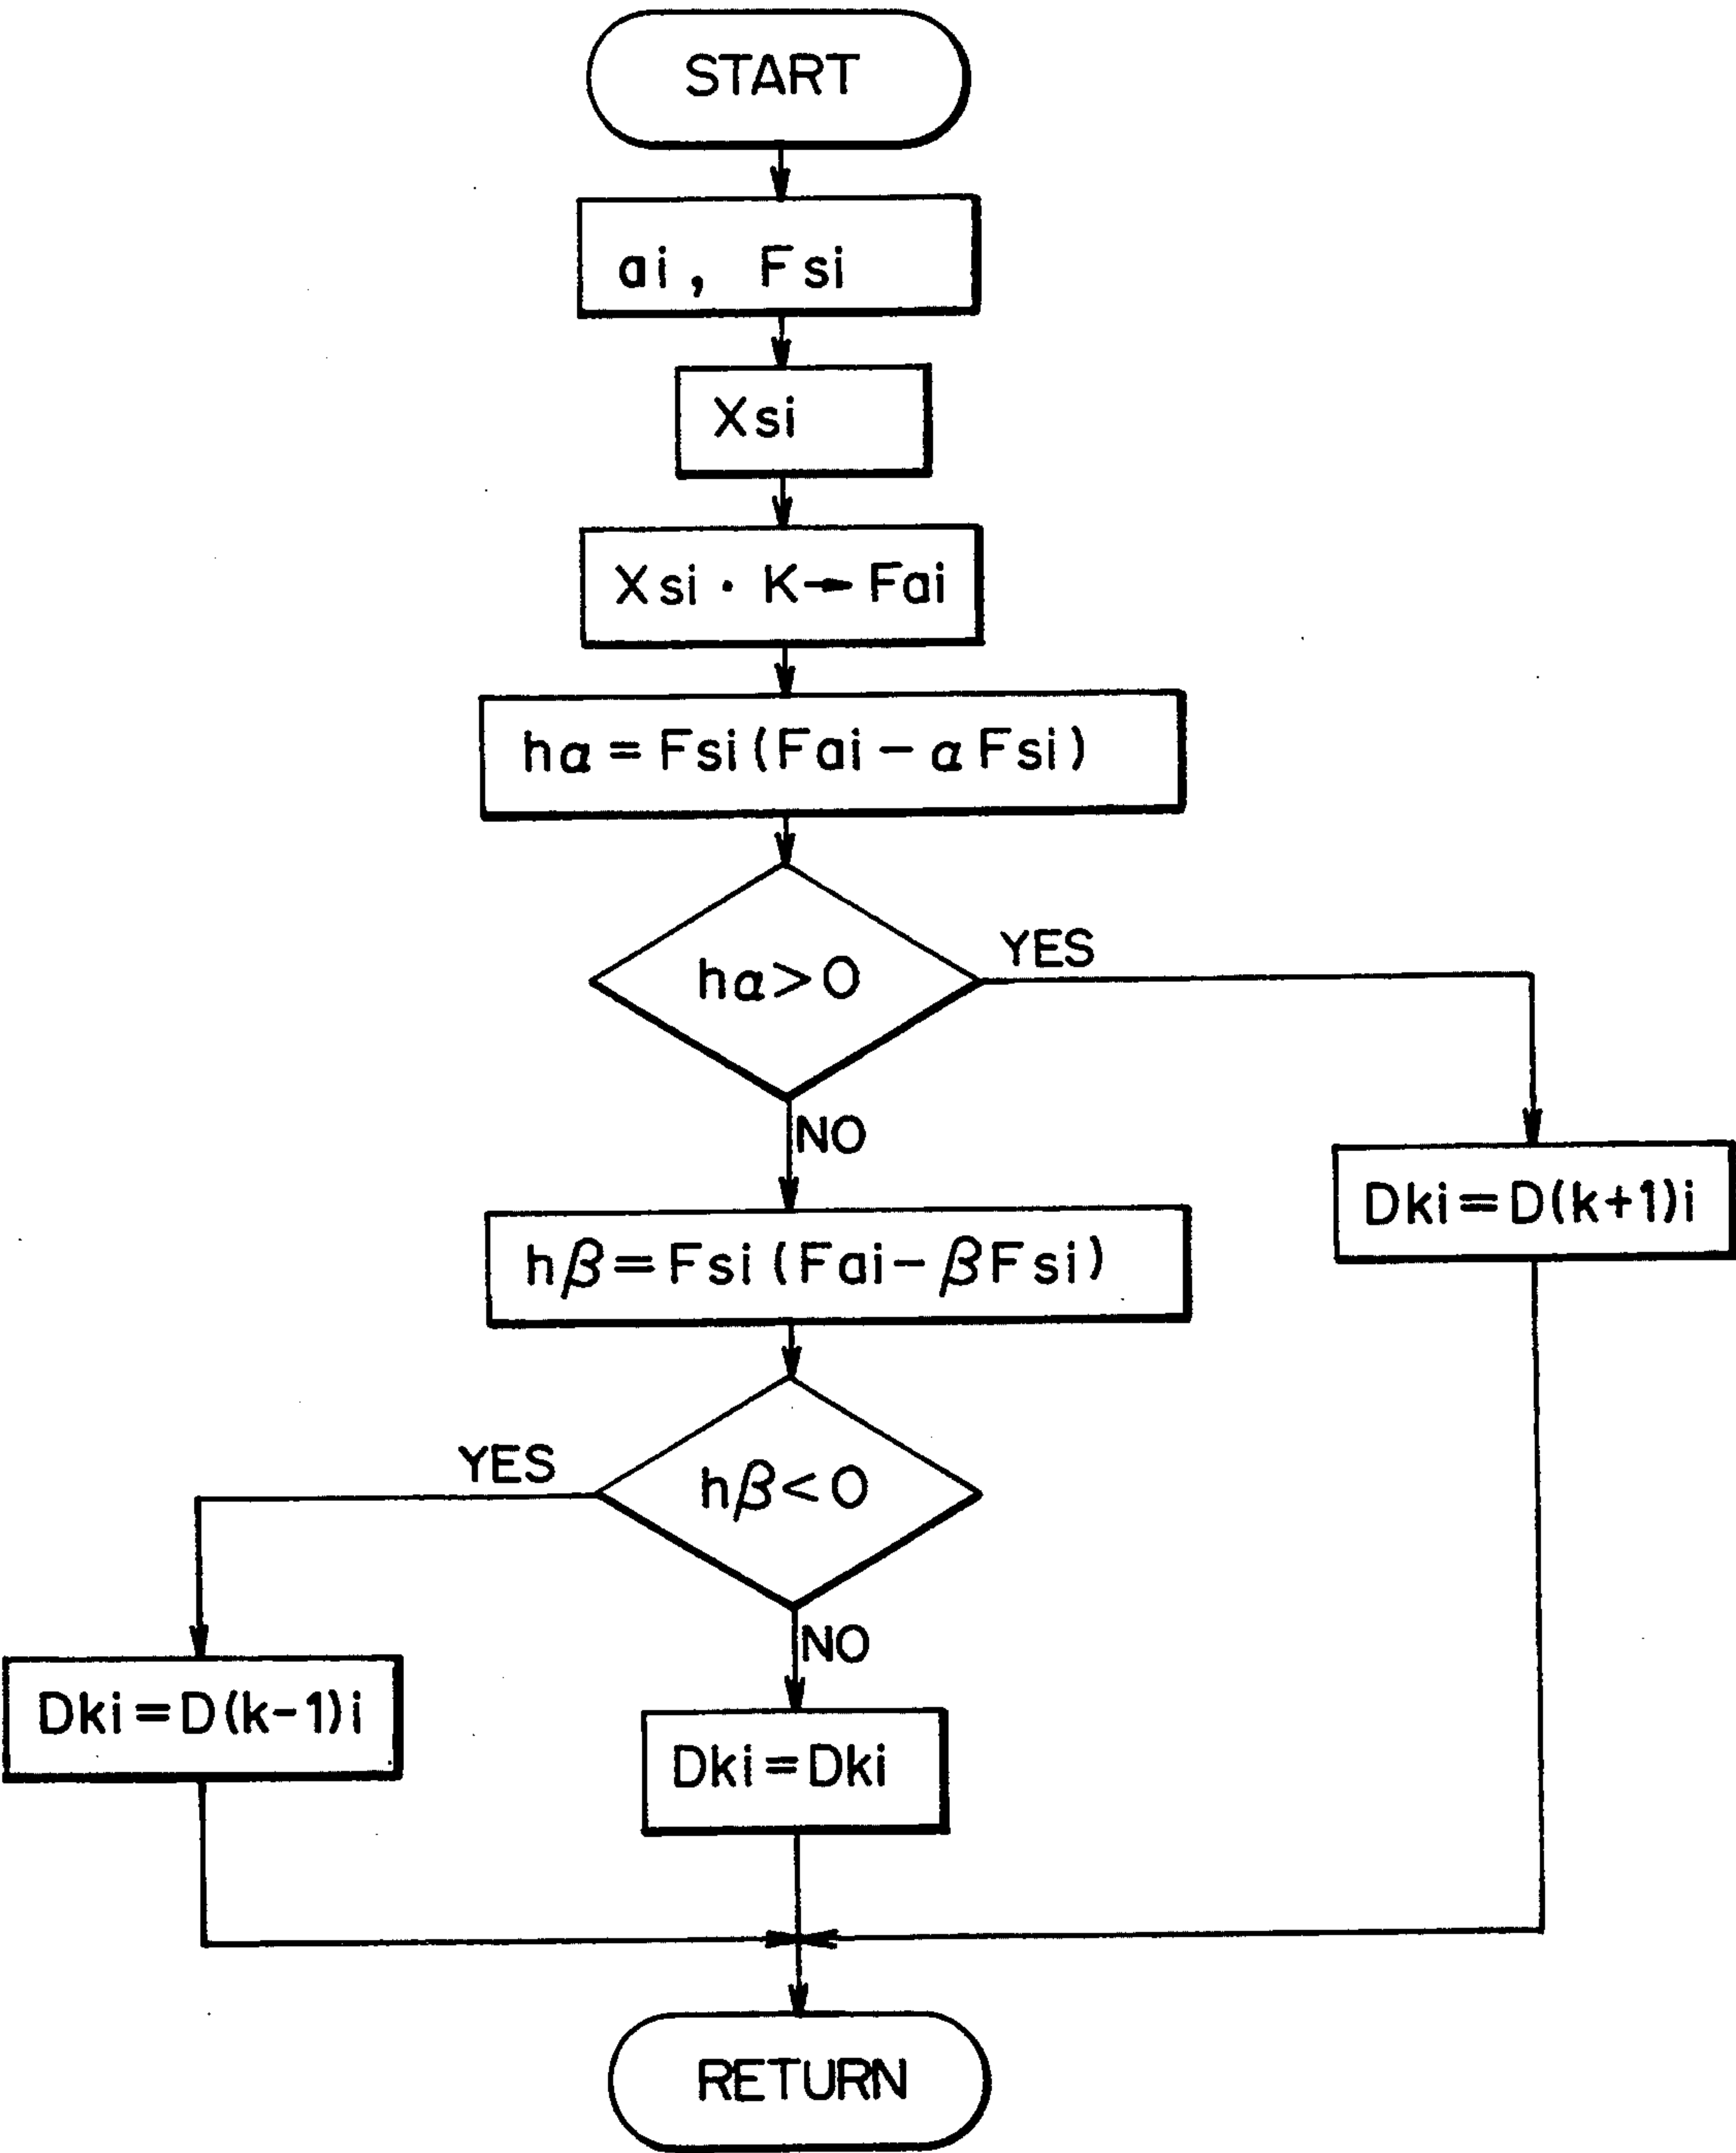 START
ai, Fsi
Xsi
Xsi · K → Fai
hα = Fsi (Fai − α Fsi)
hα > 0
YES
NO
Dki = D(k+1)i
hβ = Fsi (Fai − βFsi)
YES
hβ < 0
NO
Dki = D(k-1)i
Dki = Dki
RETURN